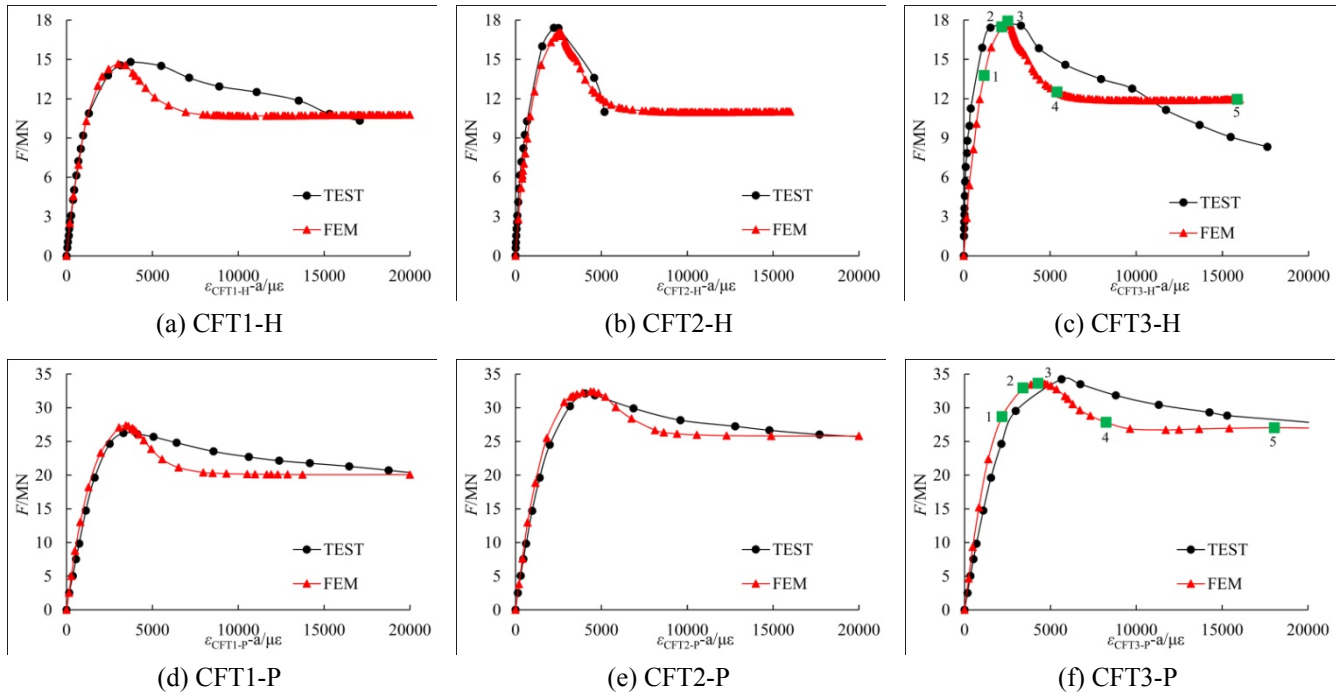 18
15
12
9
6
3
0
F/MN
TEST
FEM
0 5000 10000 15000 20000
εCFT1-H-a/με
(a) CFT1-H
18
15
12
9
6
3
0
F/MN
TEST
FEM
0 5000 10000 15000 20000
εCFT2-H-a/με
(b) CFT2-H
18
15
12
9
6
3
0
F/MN
1
2
3
4
5
TEST
FEM
0 5000 10000 15000 20000
εCFT3-H-a/με
(c) CFT3-H
35
30
25
20
15
10
5
0
F/MN
TEST
FEM
0 5000 10000 15000 20000
εCFT1-P-a/με
(d) CFT1-P
35
30
25
20
15
10
5
0
F/MN
TEST
FEM
0 5000 10000 15000 20000
εCFT2-P-a/με
(e) CFT2-P
35
30
25
20
15
10
5
0
F/MN
1
2
3
4
5
TEST
FEM
0 5000 10000 15000 20000
εCFT3-P-a/με
(f) CFT3-P